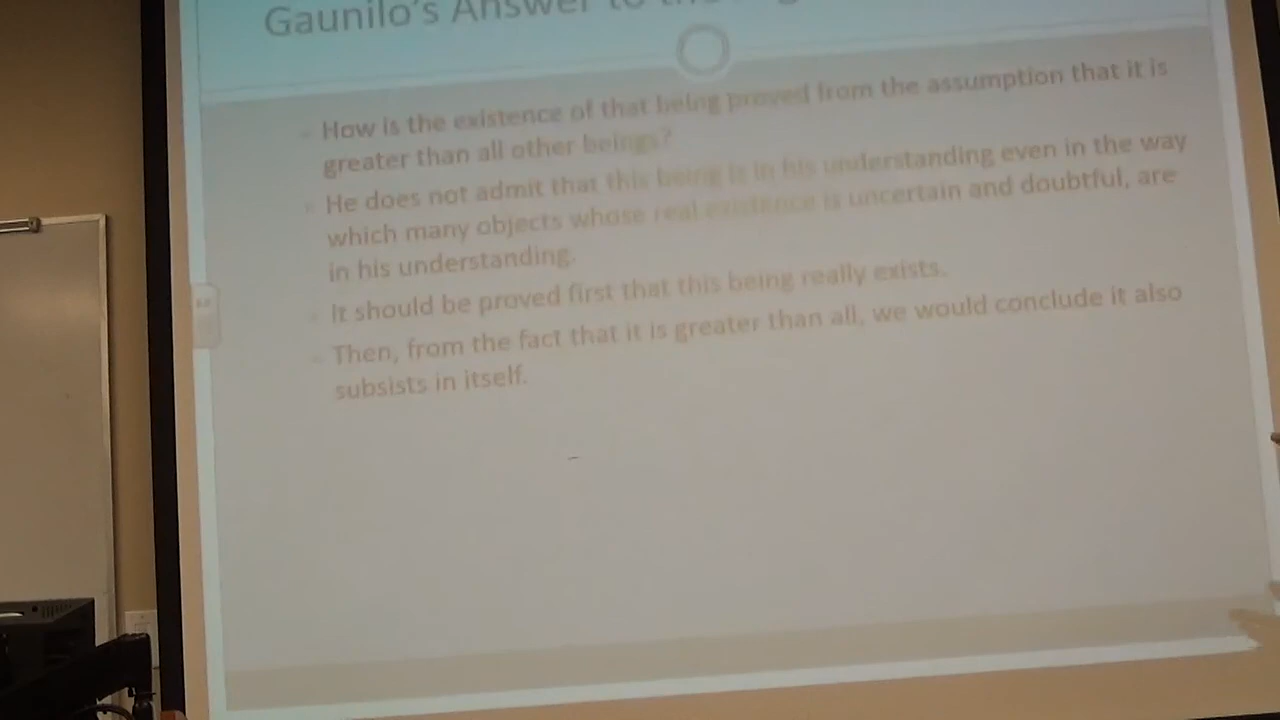 Gaunilo's Answer to
How is the existence of that being proved from the assumption that it is
greater than all other beings?
He does not admit that this being is in his understanding even in the way
which many objects whose real existence is uncertain and doubtful, are
in his understanding.
It should be proved first that this being really exists.
Then, from the fact that it is greater than all, we would conclude it also
subsists in itself.